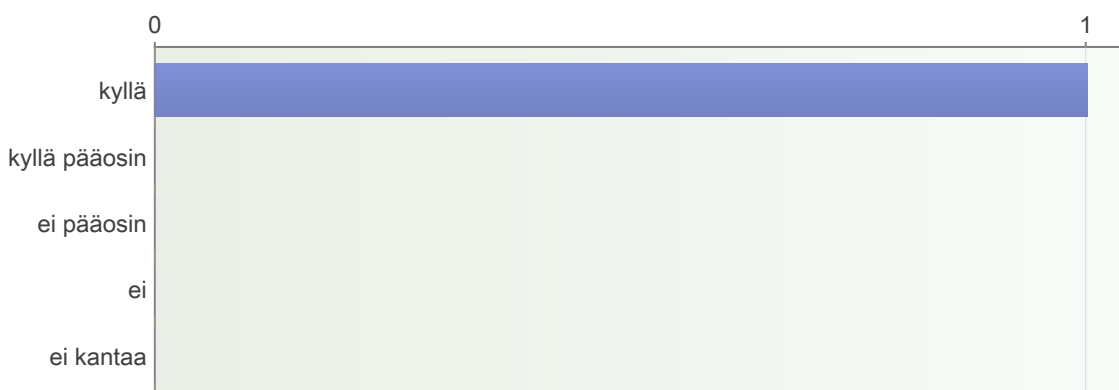 0 1
kyllä
kyllä pääosin
ei pääosin
ei
ei kantaa